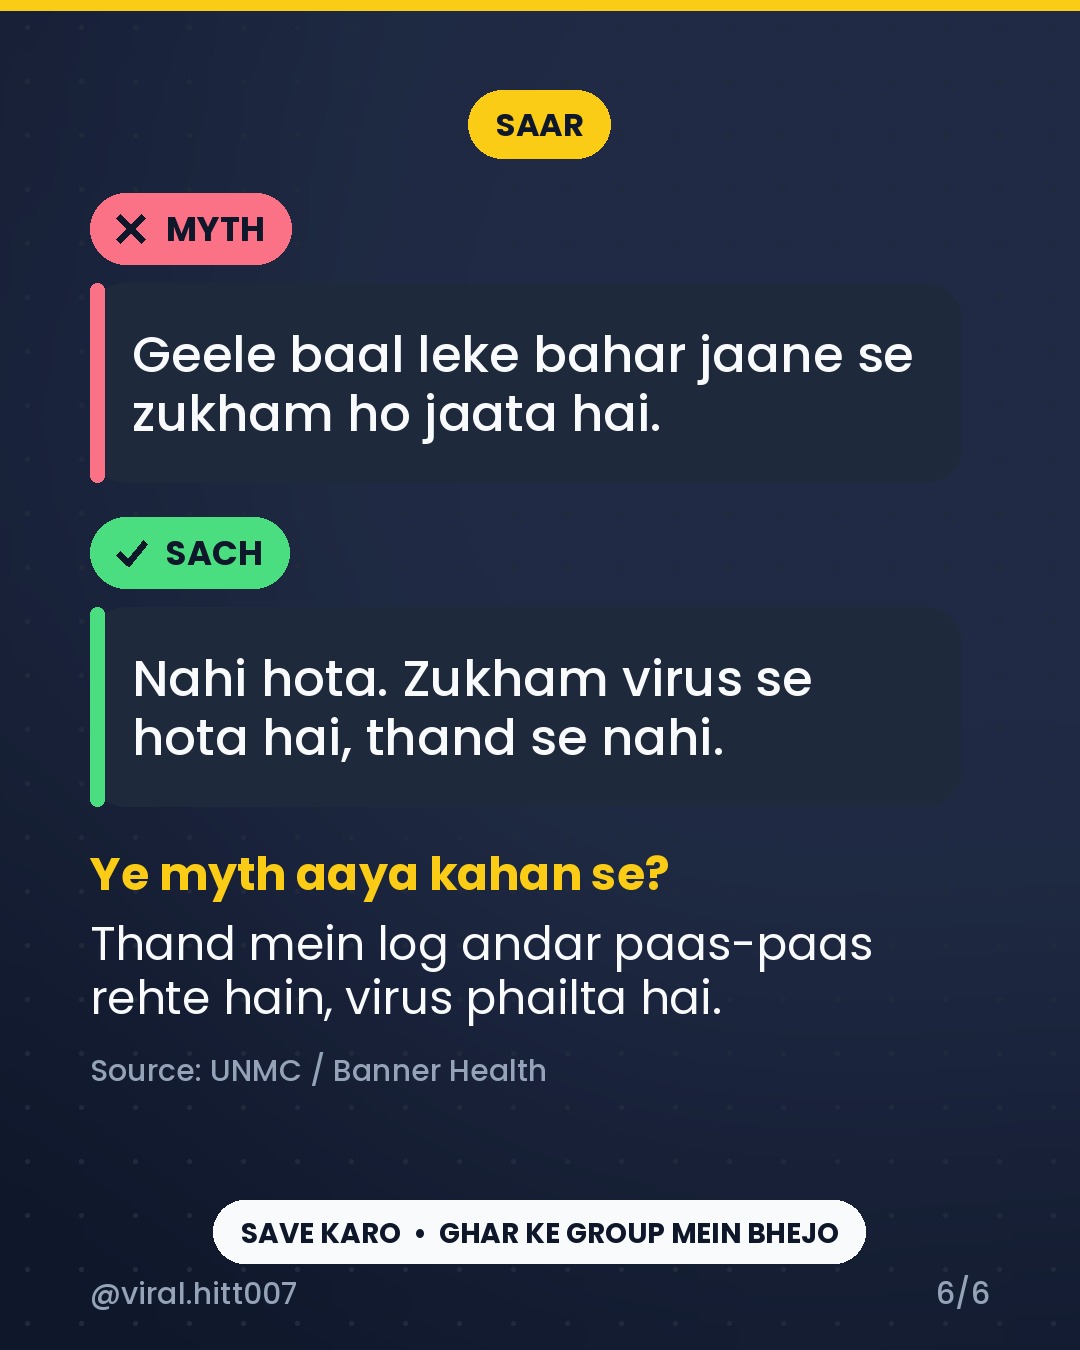 SAAR
MYTH
Geele baal leke bahar jaane se
zukham ho jaata hai.
SACH
Nahi hota. Zukham virus se
hota hai, thand se nahi.
Ye myth aaya kahan se?
Thand mein log andar paas-paas
rehte hain, virus phailta hai.
Source: UNMC / Banner Health
SAVE KARO • GHAR KE GROUP MEIN BHEJO
@viral.hitt007
6/6